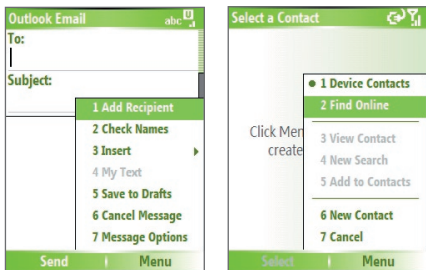 Outlook Email
abc
To:
Subject:
1 Add Recipient
2 Check Names
3 Insert
4 My Text
5 Save to Drafts
6 Cancel Message
7 Message Options
Send
Menu
Select a Contact
1 Device Contacts
2 Find Online
Click Men
create
3 View Contact
4 New Search
5 Add to Contacts
6 New Contact
7 Cancel
Select
Menu